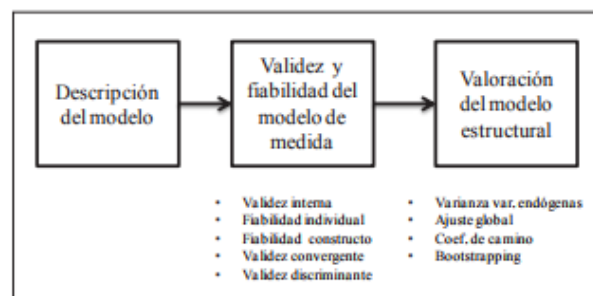 Descripción
del modelo
Validez y
fiabilidad del
modelo de
medida
Valoración
del modelo
estructural
• Validez interna
• Fiabilidad individual
• Fiabilidad constructo
• Validez convergente
• Validez discriminante
• Varianza var. endógenas
• Ajuste global
• Coef. de camino
• Bootstrapping